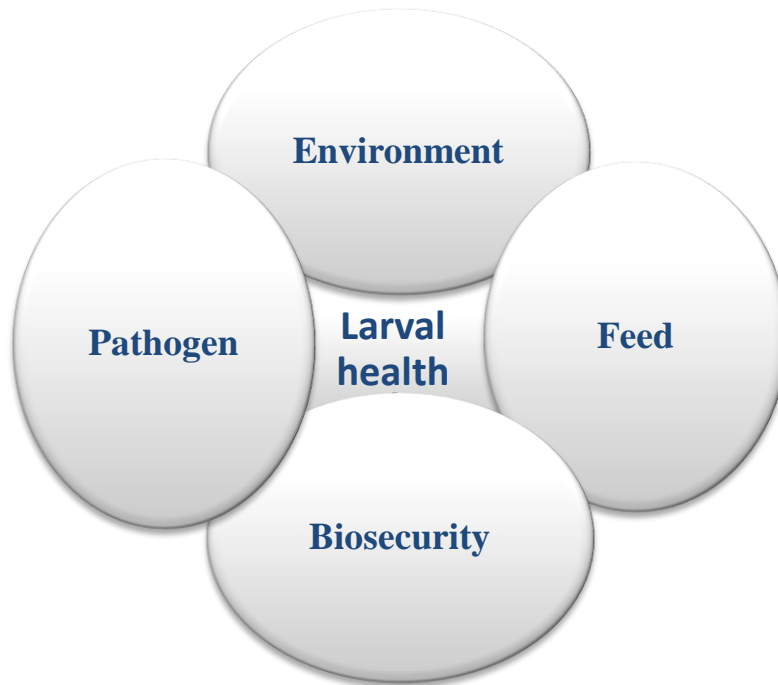 Environment
Pathogen
Larval
health
Feed
Biosecurity